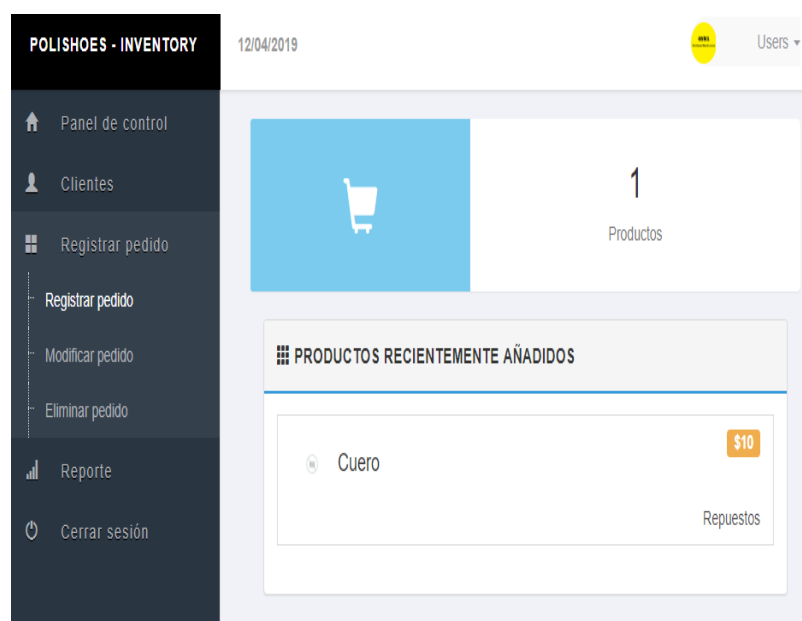 POLISHOES - INVENTORY
12/04/2019
Users
Panel de control
Clientes
Registrar pedido
Registrar pedido
Modificar pedido
Eliminar pedido
Reporte
Cerrar sesión
1
Productos
PRODUCTOS RECIENTEMENTE AÑADIDOS
Cuero
$10
Repuestos